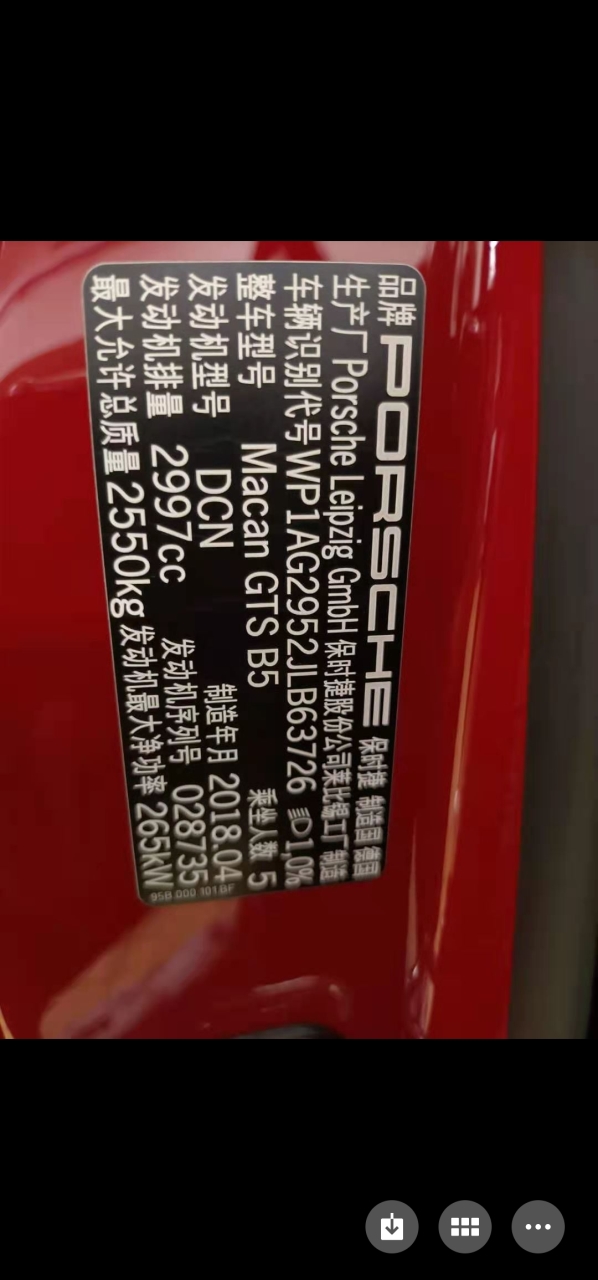 品牌 PORSCHE 保时捷 制造国 德国
生产厂 Porsche Leipzig GmbH 保时捷股份公司莱比锡工厂 制造
车辆识别代号 WP1AG2952JLB63726 1,0%
整车型号 Macan GTS B5 乘坐人数 5
发动机型号 DCN 制造年月 2018.04
发动机排量 2997cc 发动机序列号 028735
最大允许总质量 2550kg 发动机最大净功率 265kW
95B 000 101 BF